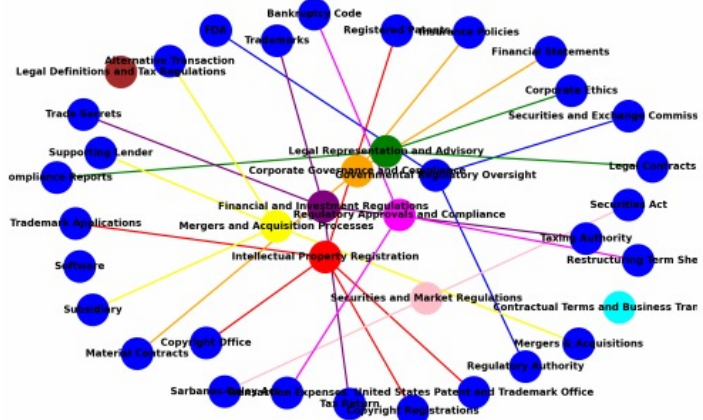 Bankruptcy Code
FDA
Trademorks
Registered Patents
Insurance Policies
Financial Statements
Alternative Transaction
Legal Definitions and Tax Regulations
Corporate Ethics
Trade Secrets
Securities and Exchange Commiss
Supporting Lender
Legal Representation and Advisory
Legal Contracts
Corporate Governance and Compliance
Governmental Regulatory Oversight
ompliance Reports
Securities Act
Financial and Investment Regulations
Regulatory Approvals and Compliance
Trademark Applications
Mergers and Acquisition Processes
Taxing Authority
Intellectual Property Registration
Restructuring Term She
Software
Securities and Market Regulations
Subsidiary
Contractual Terms and Business Tran
Copyright Office
Mergers & Acquisitions
Material Contracts
Regulatory Authority
Sarbanes-Oxley Act
Transaction Expenses
United States Patent and Trademark Office
Tax Return
Copyright Registrations